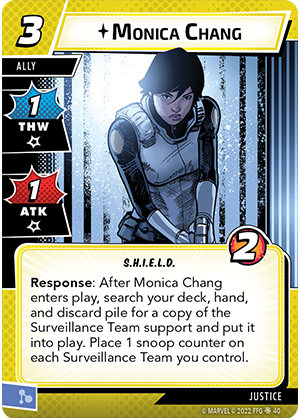 3
Monica Chang
ALLY
1
THW
1
ATK
S.H.I.E.L.D.
2
Response: After Monica Chang
enters play, search your deck, hand,
and discard pile for a copy of the
Surveillance Team support and put it
into play. Place 1 snoop counter on
each Surveillance Team you control.
© MARVEL © 2022 FFG 40
JUSTICE